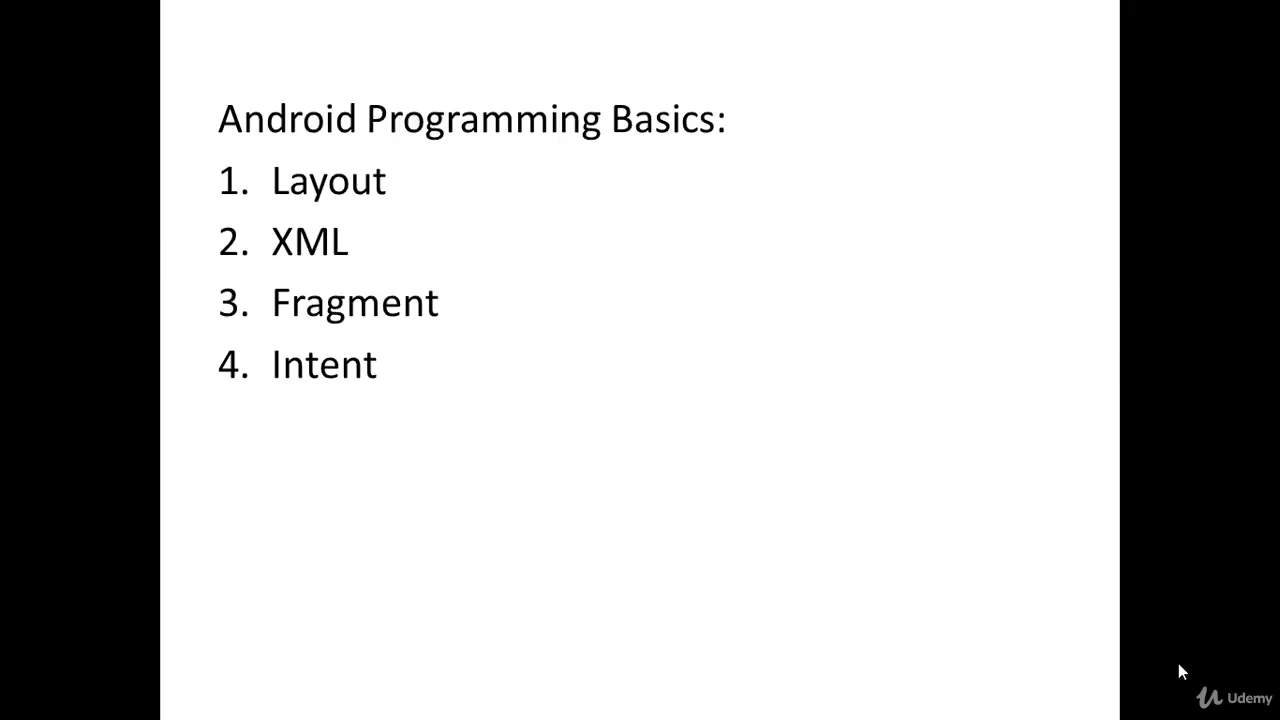 Android Programming Basics:
1. Layout
2. XML
3. Fragment
4. Intent
Udemy